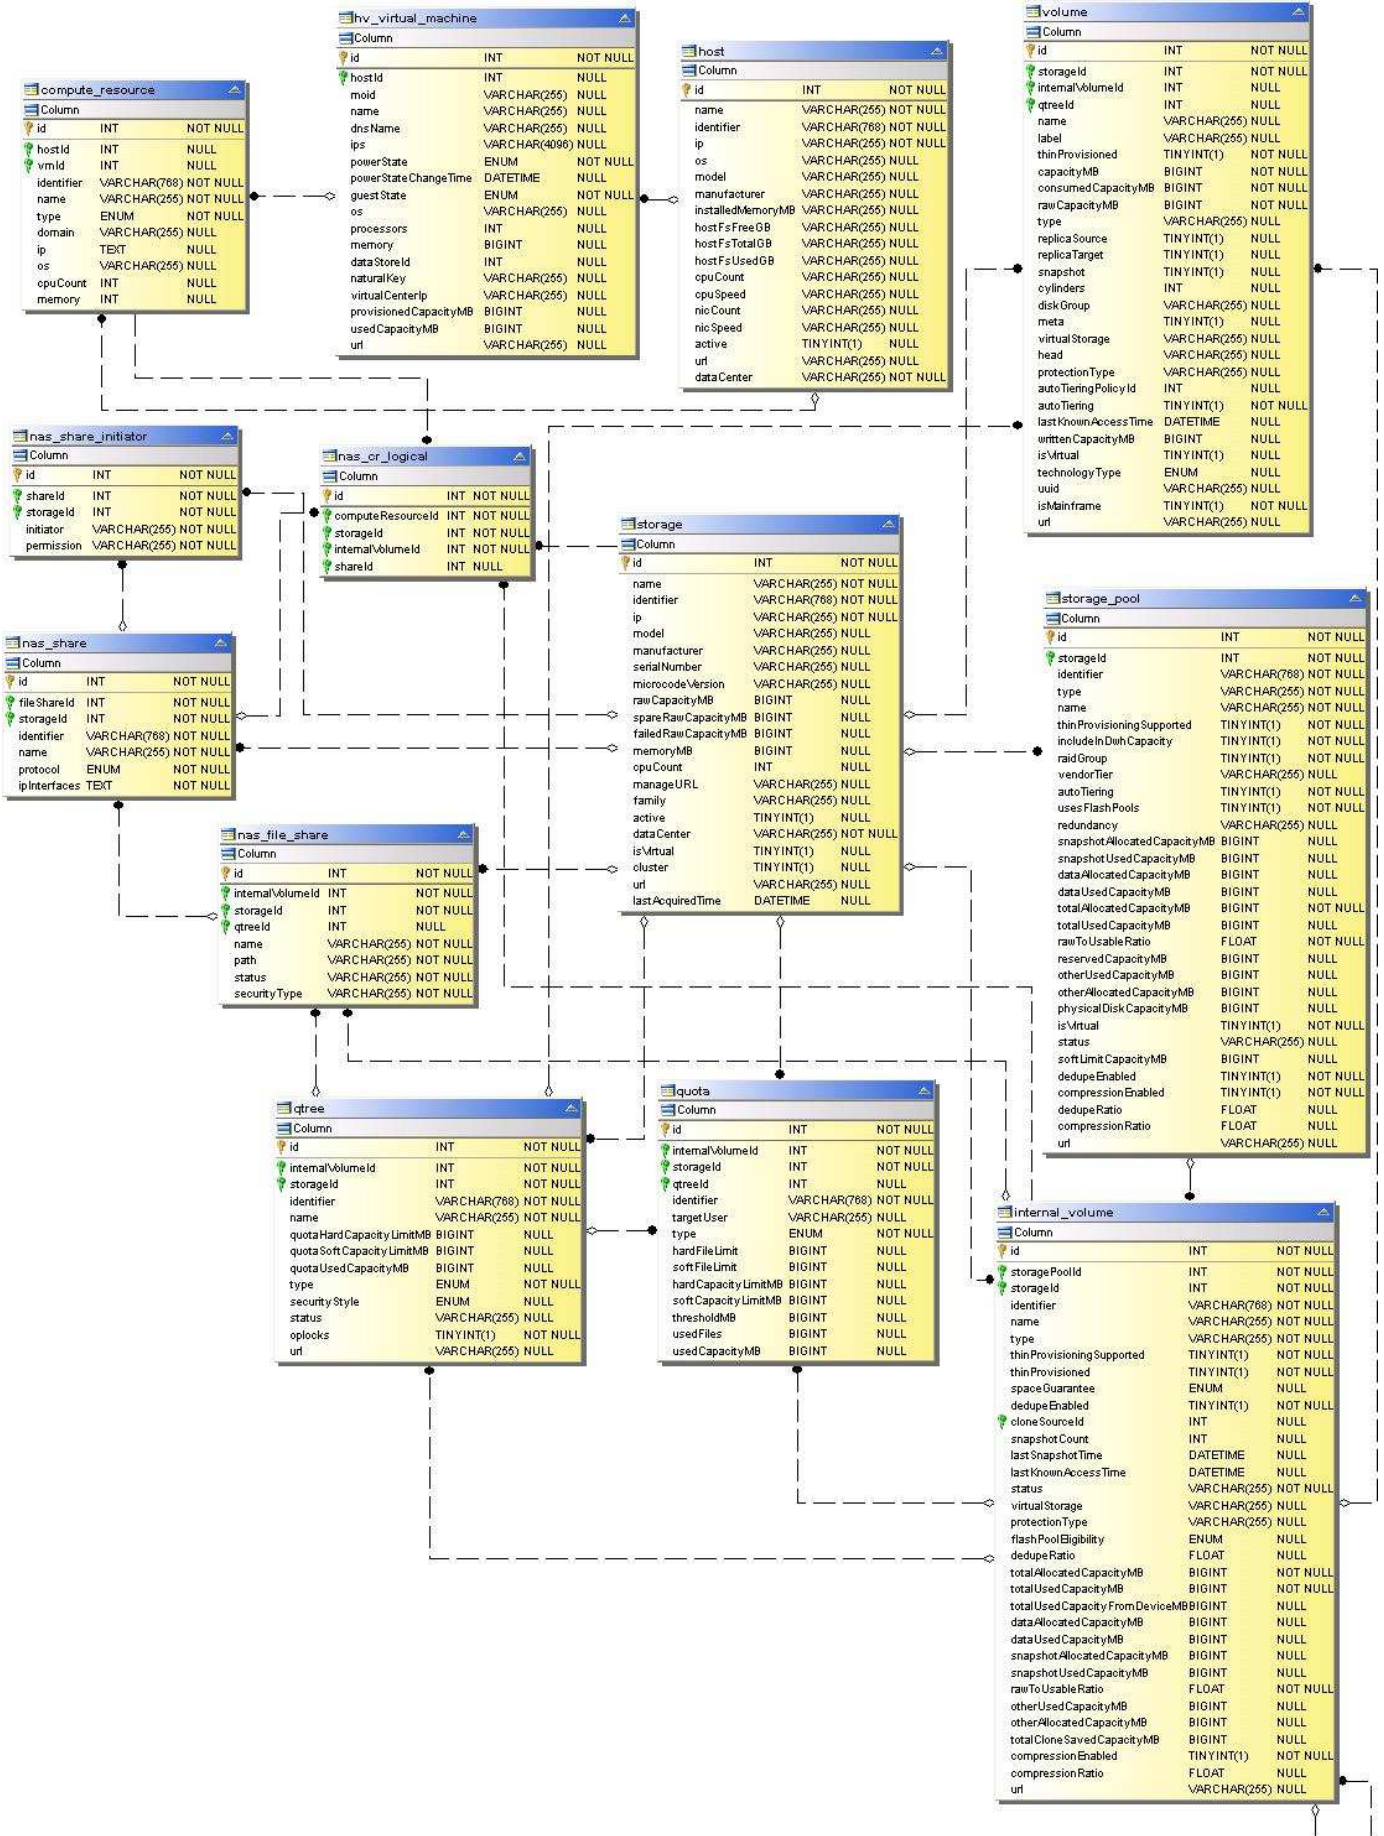 hv_virtual_machine
Column
id INT NOT NULL
hostId INT NULL
moid VARCHAR(255) NULL
name VARCHAR(255) NULL
dnsName VARCHAR(255) NULL
ips VARCHAR(4096) NULL
powerState ENUM NOT NULL
powerStateChangeTime DATETIME NULL
guestState ENUM NOT NULL
os VARCHAR(255) NULL
processors INT NULL
memory BIGINT NULL
dataStoreId INT NULL
naturalKey VARCHAR(255) NULL
virtualCenterIp VARCHAR(255) NULL
provisionedCapacityMB BIGINT NULL
usedCapacityMB BIGINT NULL
url VARCHAR(255) NULL
volume
Column
id INT NOT NULL
storageId INT NOT NULL
internalVolumeId INT NULL
qtreeId INT NULL
name VARCHAR(255) NULL
label VARCHAR(255) NULL
thinProvisioned TINYINT(1) NOT NULL
capacityMB BIGINT NOT NULL
consumedCapacityMB BIGINT NOT NULL
rawCapacityMB BIGINT NOT NULL
type VARCHAR(255) NULL
replicaSource TINYINT(1) NULL
replicaTarget TINYINT(1) NULL
snapshot TINYINT(1) NULL
cylinders INT NULL
diskGroup VARCHAR(255) NULL
meta TINYINT(1) NULL
virtualStorage VARCHAR(255) NULL
head VARCHAR(255) NULL
protectionType VARCHAR(255) NULL
autoTieringPolicyId INT NULL
autoTiering TINYINT(1) NOT NULL
lastKnownAccessTime DATETIME NULL
writtenCapacityMB BIGINT NULL
isVirtual TINYINT(1) NULL
technologyType ENUM NULL
uuid VARCHAR(255) NULL
isMainframe TINYINT(1) NOT NULL
url VARCHAR(255) NULL
host
Column
id INT NOT NULL
name VARCHAR(255) NOT NULL
identifier VARCHAR(768) NOT NULL
ip VARCHAR(255) NOT NULL
os VARCHAR(255) NULL
model VARCHAR(255) NULL
manufacturer VARCHAR(255) NULL
installedMemoryMB VARCHAR(255) NULL
hostFsFreeGB VARCHAR(255) NULL
hostFsTotalGB VARCHAR(255) NULL
hostFsUsedGB VARCHAR(255) NULL
cpuCount VARCHAR(255) NULL
cpuSpeed VARCHAR(255) NULL
nicCount VARCHAR(255) NULL
nicSpeed VARCHAR(255) NULL
active TINYINT(1) NULL
url VARCHAR(255) NULL
dataCenter VARCHAR(255) NOT NULL
compute_resource
Column
id INT NOT NULL
hostId INT NULL
vmId INT NULL
identifier VARCHAR(768) NOT NULL
name VARCHAR(255) NOT NULL
type ENUM NOT NULL
domain VARCHAR(255) NULL
ip TEXT NULL
os VARCHAR(255) NULL
cpuCount INT NULL
memory INT NULL
nas_share_initiator
Column
id INT NOT NULL
shareId INT NOT NULL
storageId INT NOT NULL
initiator VARCHAR(255) NOT NULL
permission VARCHAR(255) NOT NULL
nas_cr_logical
Column
id INT NOT NULL
computeResourceId INT NOT NULL
storageId INT NOT NULL
internalVolumeId INT NOT NULL
shareId INT NULL
storage
Column
id INT NOT NULL
name VARCHAR(255) NOT NULL
identifier VARCHAR(768) NOT NULL
ip VARCHAR(255) NOT NULL
model VARCHAR(255) NULL
manufacturer VARCHAR(255) NULL
serialNumber VARCHAR(255) NULL
microcodeVersion VARCHAR(255) NULL
rawCapacityMB BIGINT NULL
spareRawCapacityMB BIGINT NULL
failedRawCapacityMB BIGINT NULL
memoryMB BIGINT NULL
cpuCount INT NULL
manageURL VARCHAR(255) NULL
family VARCHAR(255) NULL
active TINYINT(1) NULL
dataCenter VARCHAR(255) NOT NULL
isVirtual TINYINT(1) NULL
cluster TINYINT(1) NULL
url VARCHAR(255) NULL
lastAcquiredTime DATETIME NULL
storage_pool
Column
id INT NOT NULL
storageId INT NOT NULL
identifier VARCHAR(768) NOT NULL
type VARCHAR(255) NOT NULL
name VARCHAR(255) NOT NULL
thinProvisioningSupported TINYINT(1) NOT NULL
includeInDwhCapacity TINYINT(1) NOT NULL
raidGroup TINYINT(1) NOT NULL
vendorTier VARCHAR(255) NULL
autoTiering TINYINT(1) NOT NULL
usesFlashPools TINYINT(1) NOT NULL
redundancy VARCHAR(255) NULL
snapshotAllocatedCapacityMB BIGINT NULL
snapshotUsedCapacityMB BIGINT NULL
dataAllocatedCapacityMB BIGINT NULL
dataUsedCapacityMB BIGINT NULL
totalAllocatedCapacityMB BIGINT NOT NULL
totalUsedCapacityMB BIGINT NULL
rawToUsableRatio FLOAT NOT NULL
reservedCapacityMB BIGINT NULL
otherUsedCapacityMB BIGINT NULL
otherAllocatedCapacityMB BIGINT NULL
physicalDiskCapacityMB BIGINT NULL
isVirtual TINYINT(1) NOT NULL
status VARCHAR(255) NULL
softLimitCapacityMB BIGINT NULL
dedupeEnabled TINYINT(1) NOT NULL
compressionEnabled TINYINT(1) NOT NULL
dedupeRatio FLOAT NULL
compressionRatio FLOAT NULL
url VARCHAR(255) NULL
nas_share
Column
id INT NOT NULL
fileShareId INT NOT NULL
storageId INT NOT NULL
identifier VARCHAR(768) NOT NULL
name VARCHAR(255) NOT NULL
protocol ENUM NOT NULL
ipInterfaces TEXT NOT NULL
nas_file_share
Column
id INT NOT NULL
internalVolumeId INT NOT NULL
storageId INT NOT NULL
qtreeId INT NULL
name VARCHAR(255) NOT NULL
path VARCHAR(255) NOT NULL
status VARCHAR(255) NOT NULL
securityType VARCHAR(255) NOT NULL
qtree
Column
id INT NOT NULL
internalVolumeId INT NOT NULL
storageId INT NOT NULL
identifier VARCHAR(768) NOT NULL
name VARCHAR(255) NOT NULL
quotaHardCapacityLimitMB BIGINT NULL
quotaSoftCapacityLimitMB BIGINT NULL
quotaUsedCapacityMB BIGINT NULL
type ENUM NOT NULL
securityStyle ENUM NULL
status VARCHAR(255) NULL
oplocks TINYINT(1) NOT NULL
url VARCHAR(255) NULL
quota
Column
id INT NOT NULL
internalVolumeId INT NOT NULL
storageId INT NOT NULL
qtreeId INT NULL
identifier VARCHAR(768) NOT NULL
targetUser VARCHAR(255) NULL
type ENUM NOT NULL
hardFileLimit BIGINT NULL
softFileLimit BIGINT NULL
hardCapacityLimitMB BIGINT NULL
softCapacityLimitMB BIGINT NULL
thresholdMB BIGINT NULL
usedFiles BIGINT NULL
usedCapacityMB BIGINT NULL
internal_volume
Column
id INT NOT NULL
storagePoolId INT NOT NULL
storageId INT NOT NULL
identifier VARCHAR(768) NOT NULL
name VARCHAR(255) NOT NULL
type VARCHAR(255) NOT NULL
thinProvisioningSupported TINYINT(1) NOT NULL
thinProvisioned TINYINT(1) NOT NULL
spaceGuarantee ENUM NULL
dedupeEnabled TINYINT(1) NOT NULL
cloneSourceId INT NULL
snapshotCount INT NULL
lastSnapshotTime DATETIME NULL
lastKnownAccessTime DATETIME NULL
status VARCHAR(255) NOT NULL
virtualStorage VARCHAR(255) NULL
protectionType VARCHAR(255) NULL
flashPoolEligibility ENUM NULL
dedupeRatio FLOAT NULL
totalAllocatedCapacityMB BIGINT NOT NULL
totalUsedCapacityMB BIGINT NOT NULL
totalUsedCapacityFromDeviceMB BIGINT NULL
dataAllocatedCapacityMB BIGINT NULL
dataUsedCapacityMB BIGINT NULL
snapshotAllocatedCapacityMB BIGINT NULL
snapshotUsedCapacityMB BIGINT NULL
rawToUsableRatio FLOAT NOT NULL
otherUsedCapacityMB BIGINT NULL
otherAllocatedCapacityMB BIGINT NULL
totalCloneSavedCapacityMB BIGINT NULL
compressionEnabled TINYINT(1) NOT NULL
compressionRatio FLOAT NULL
url VARCHAR(255) NULL